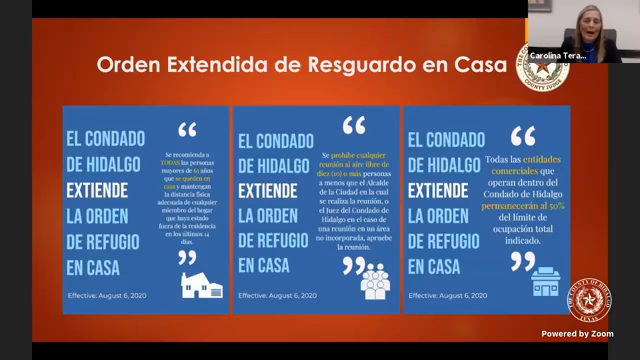 Carolina Tera...
Orden Extendida de Resguardo en Casa
EL CONDADO
DE HIDALGO
EXTIENDE
LA ORDEN
DE REFUGIO
EN CASA
“
Se recomienda a
TODAS las personas
mayores de 65 años
que se queden en
casa y mantengan
la distancia física
adecuada de cualquier
miembro del hogar
que haya estado
fuera de la residencia
en los últimos 14
días.
”
Effective: August 6, 2020
EL CONDADO
DE HIDALGO
EXTIENDE
LA ORDEN
DE REFUGIO
EN CASA
“
Se prohíbe cualquier
reunión al aire libre de
diez (10) o más personas
a menos que el Alcalde
de la Ciudad en la cual
se realiza la reunión, o
el Juez del Condado de
Hidalgo en el caso de
una reunión en un área
no incorporada, apruebe
la reunión.
”
Effective: August 6, 2020
EL CONDADO
DE HIDALGO
EXTIENDE
LA ORDEN
DE REFUGIO
EN CASA
“
Todas las entidades
comerciales que
operan dentro del
Condado de Hidalgo
permanecerán al 50%
del límite de
ocupación total
indicado.
”
Effective: August 6, 2020
THE COUNTY OF HIDALGO
TEXAS
COUNTY JUDGE
Powered by Zoom